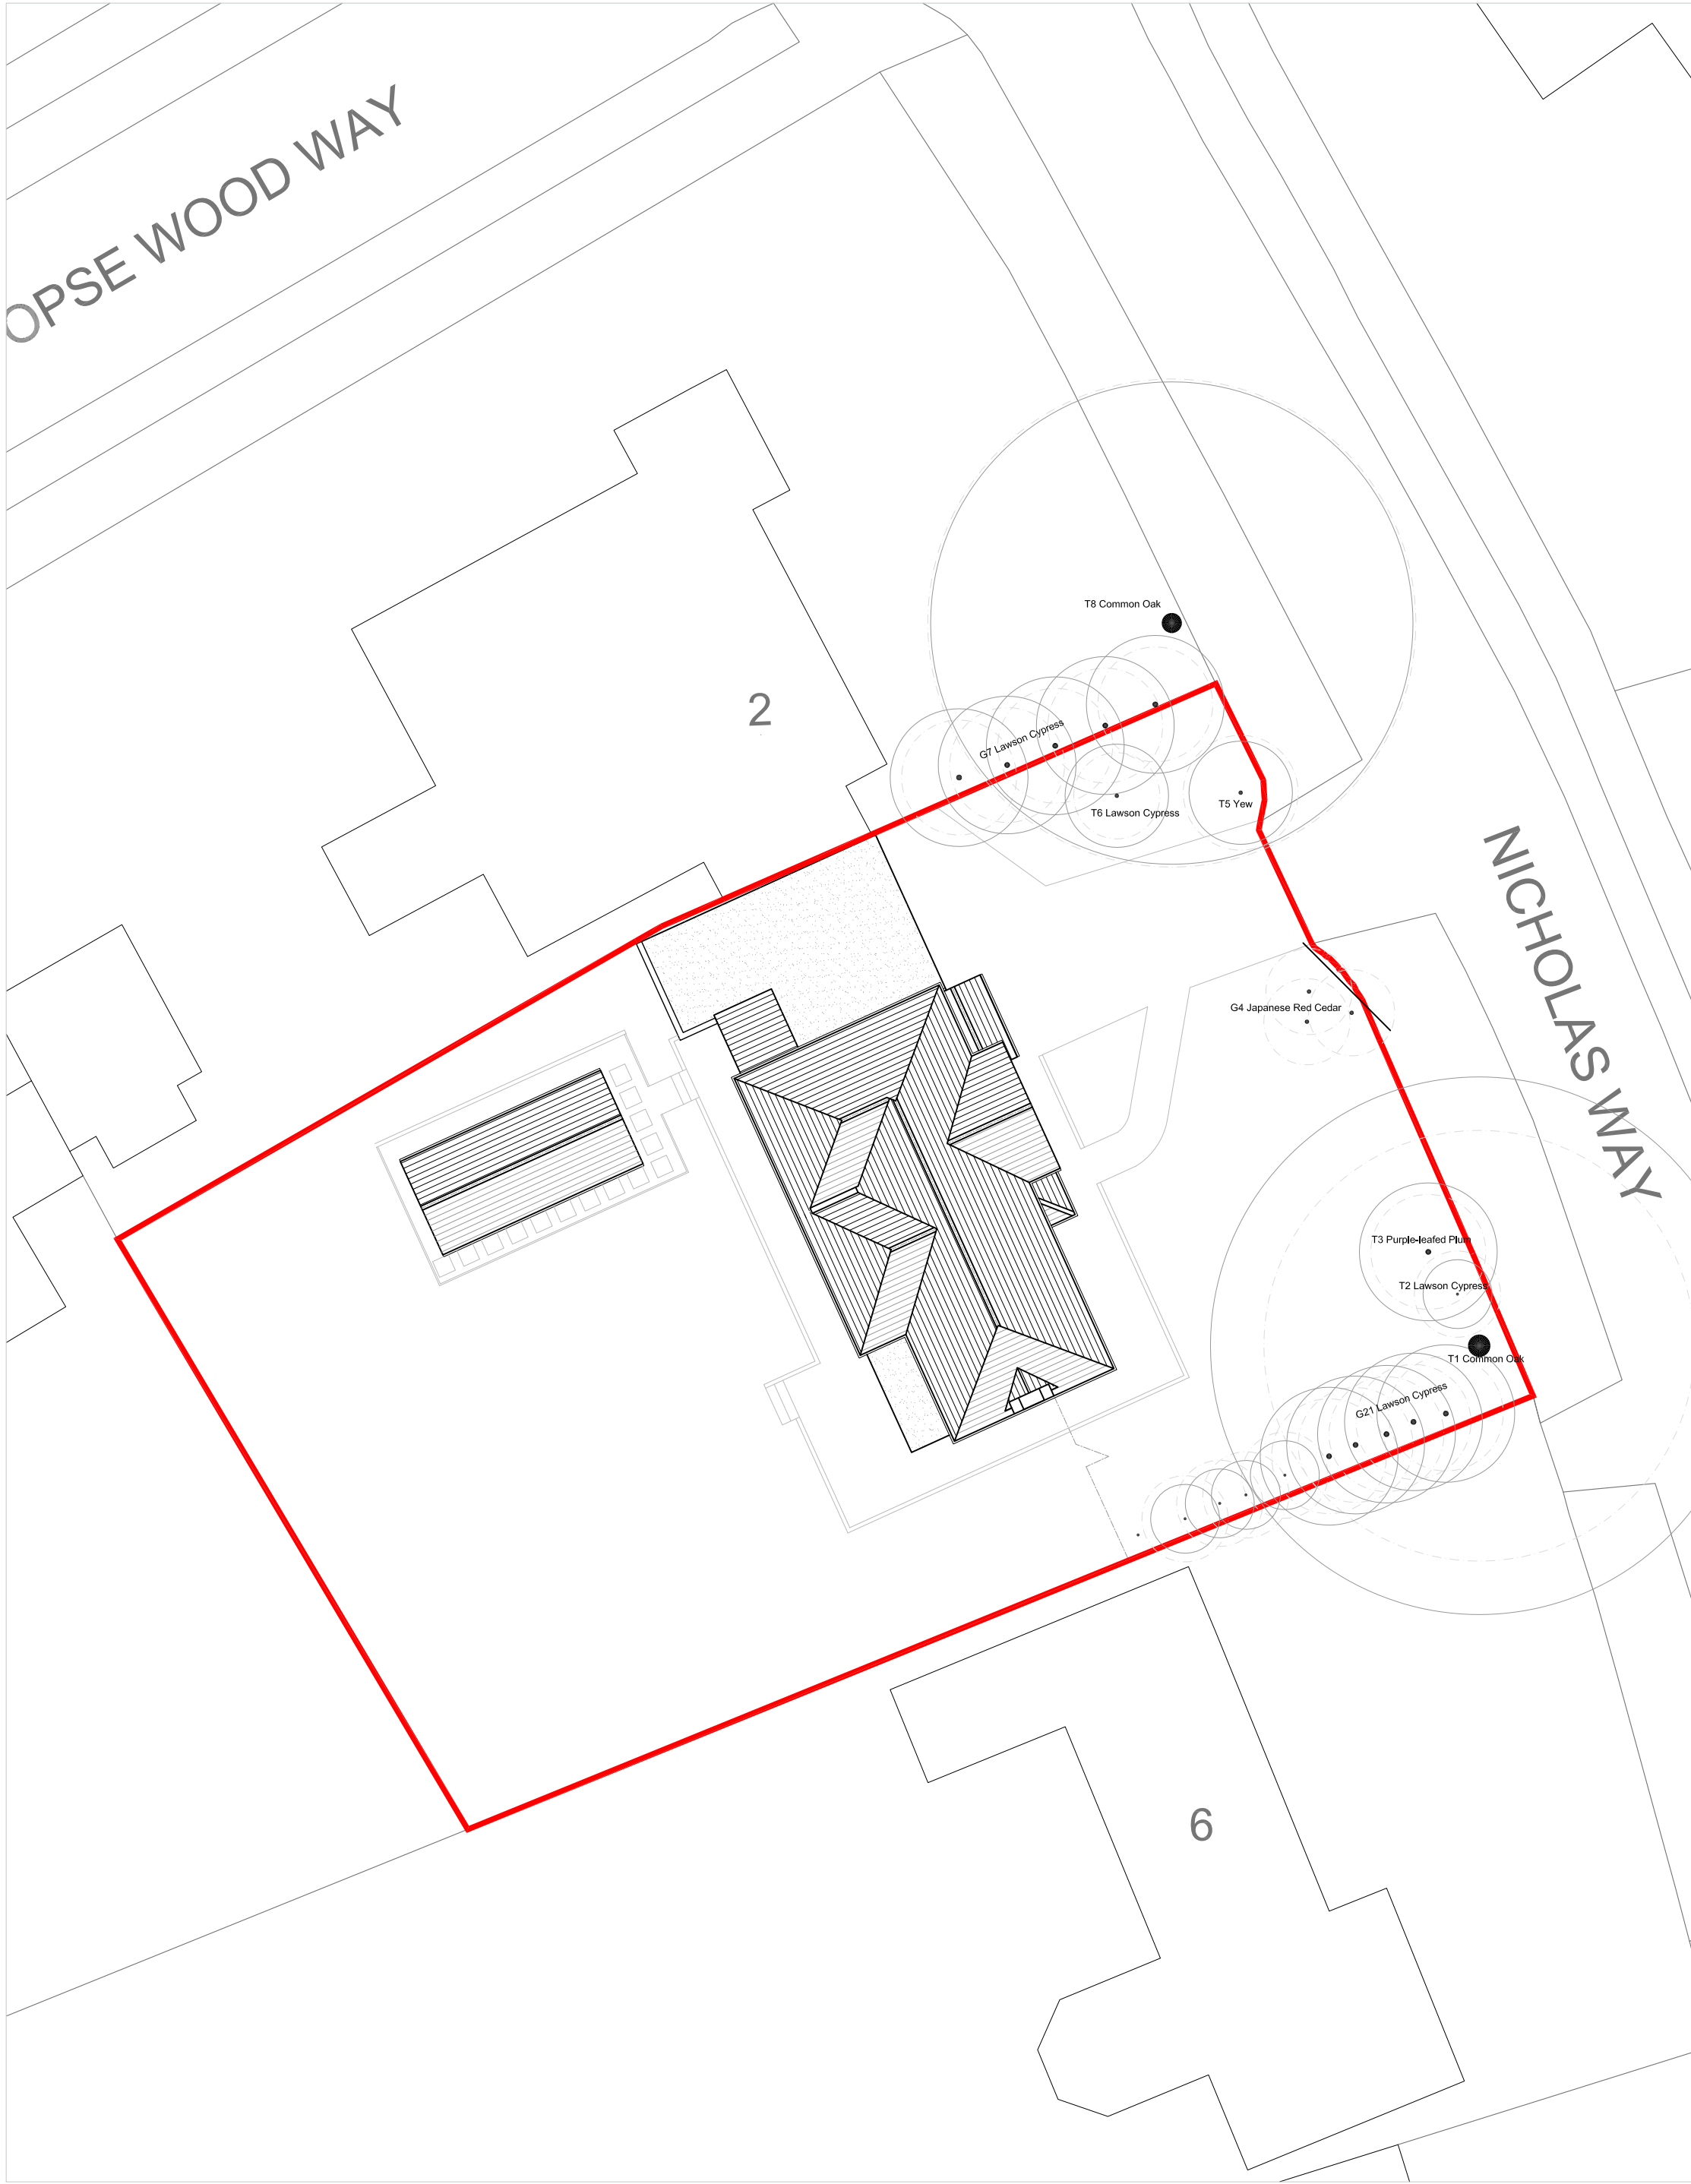 OPSE WOOD WAY
T8 Common Oak
2
G7 Lawson Cypress
T5 Yew
T6 Lawson Cypress
NICHOLAS WAY
G4 Japanese Red Cedar
T3 Purple-leafed Plum
T2 Lawson Cypress
T1 Common Oak
G21 Lawson Cypress
6